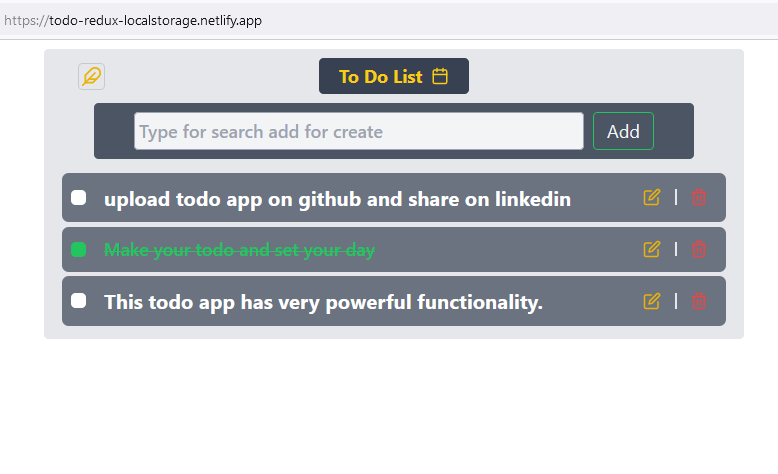 https://todo-redux-localstorage.netlify.app
To Do List
Type for search add for create
Add
upload todo app on github and share on linkedin
Make your todo and set your day
This todo app has very powerful functionality.